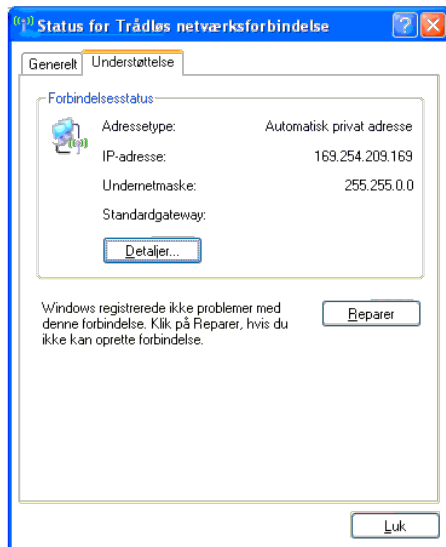 Status for Trådløs netværksforbindelse
Generelt
Understøttelse
Forbindelsesstatus
Adressetype: Automatisk privat adresse
IP-adresse: 169.254.209.169
Undernetmaske: 255.255.0.0
Standardgateway:
Detaljer...
Windows registrerede ikke problemer med
denne forbindelse. Klik på Reparer, hvis du
ikke kan oprette forbindelse.
Reparer
Luk